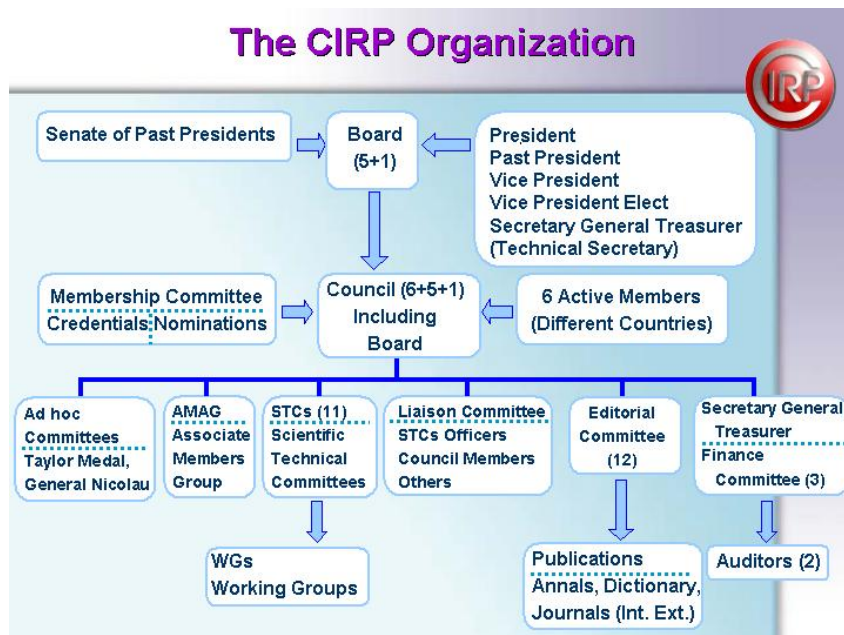 The CIRP Organization
CIRP
Senate of Past Presidents
Board
(5+1)
President
Past President
Vice President
Vice President Elect
Secretary General Treasurer
(Technical Secretary)
Membership Committee
Credentials Nominations
Council (6+5+1)
Including
Board
6 Active Members
(Different Countries)
Ad hoc
Committees
Taylor Medal,
General Nicolau
AMAG
Associate
Members
Group
STCs (11)
Scientific
Technical
Committees
Liaison Committee
STCs Officers
Council Members
Others
Editorial
Committee
(12)
Secretary General
Treasurer
Finance
Committee (3)
WGs
Working Groups
Publications
Annals, Dictionary,
Journals (Int. Ext.)
Auditors (2)